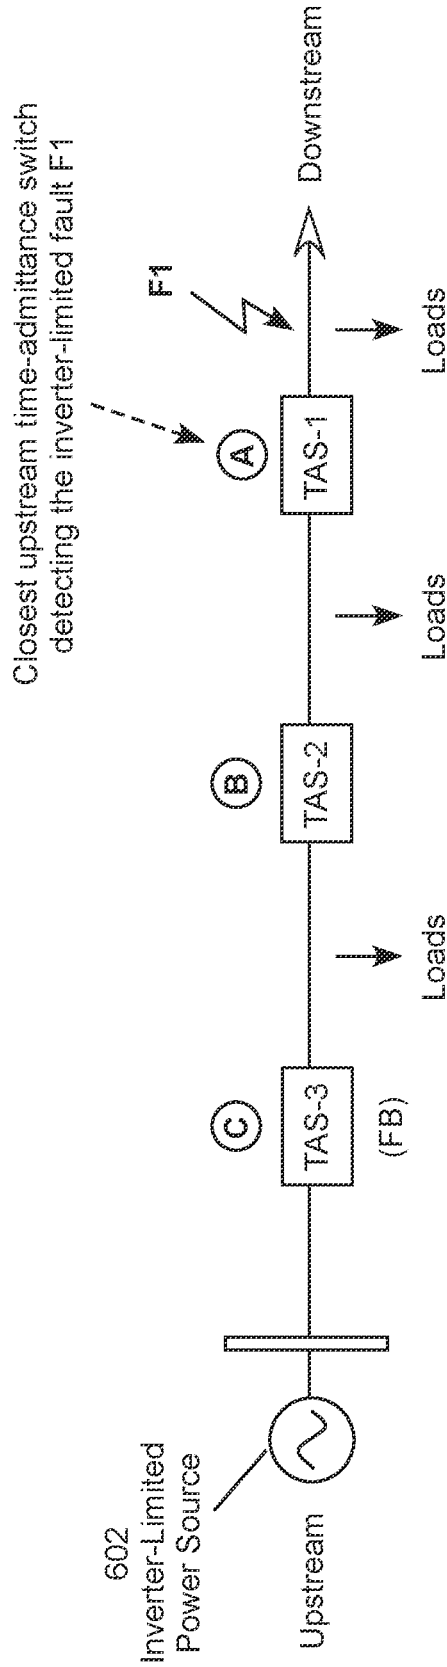 602
Inverter-Limited
Power Source
Upstream
C
TAS-3
(FB)
Loads
B
TAS-2
Loads
Closest upstream time-admittance switch
detecting the inverter-limited fault F1
A
TAS-1
F1
Loads
Downstream